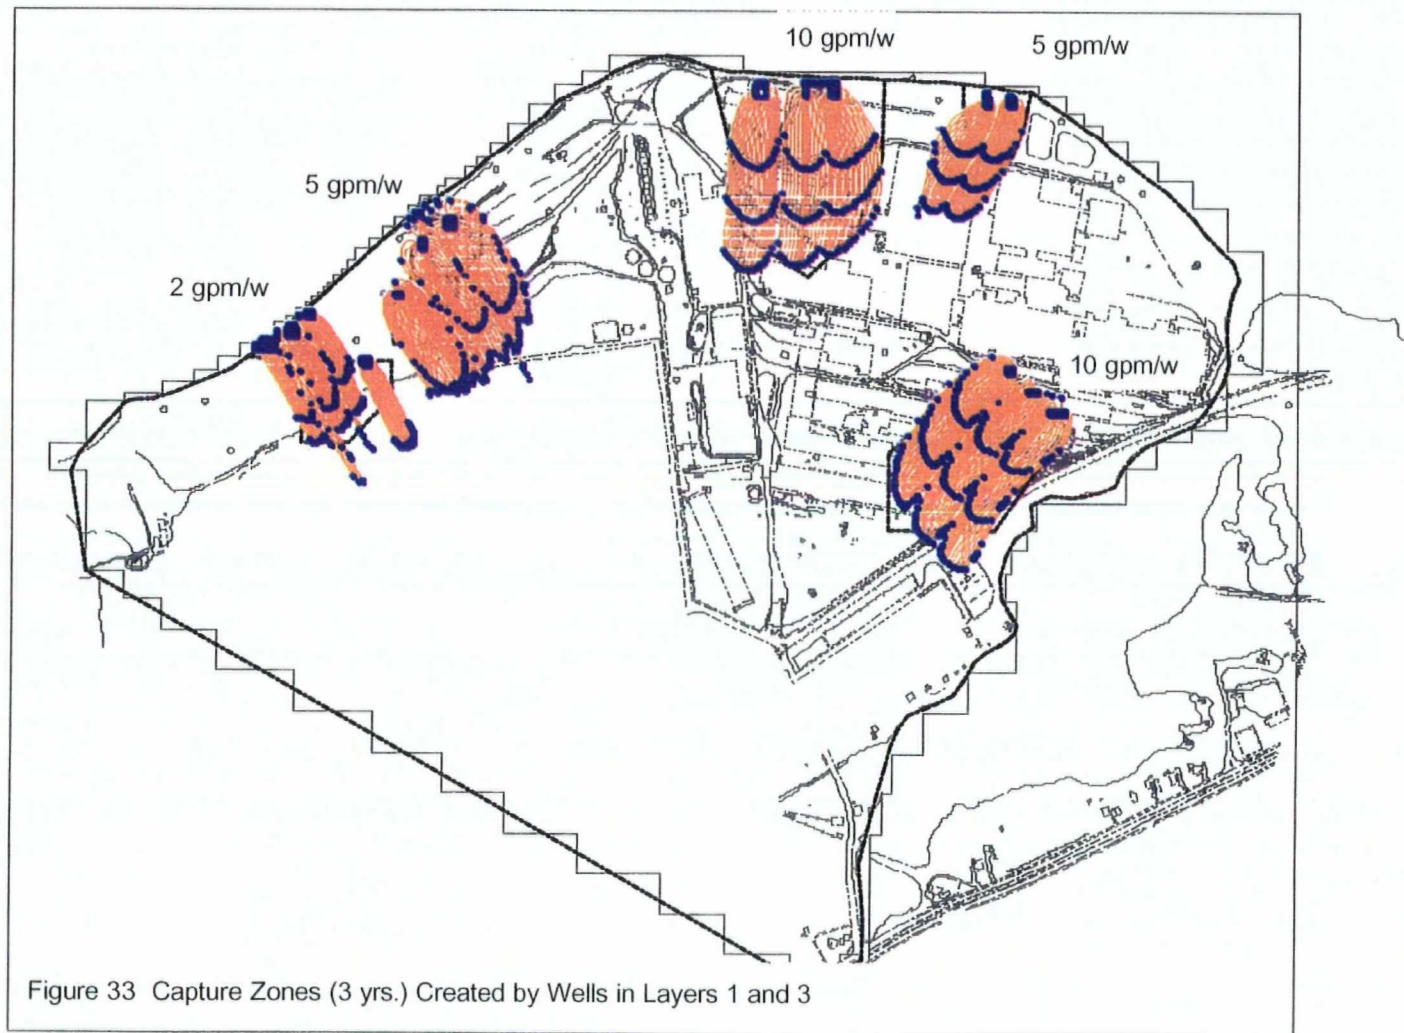 10 gpm/w
5 gpm/w
5 gpm/w
2 gpm/w
10 gpm/w
Figure 33 Capture Zones (3 yrs.) Created by Wells in Layers 1 and 3